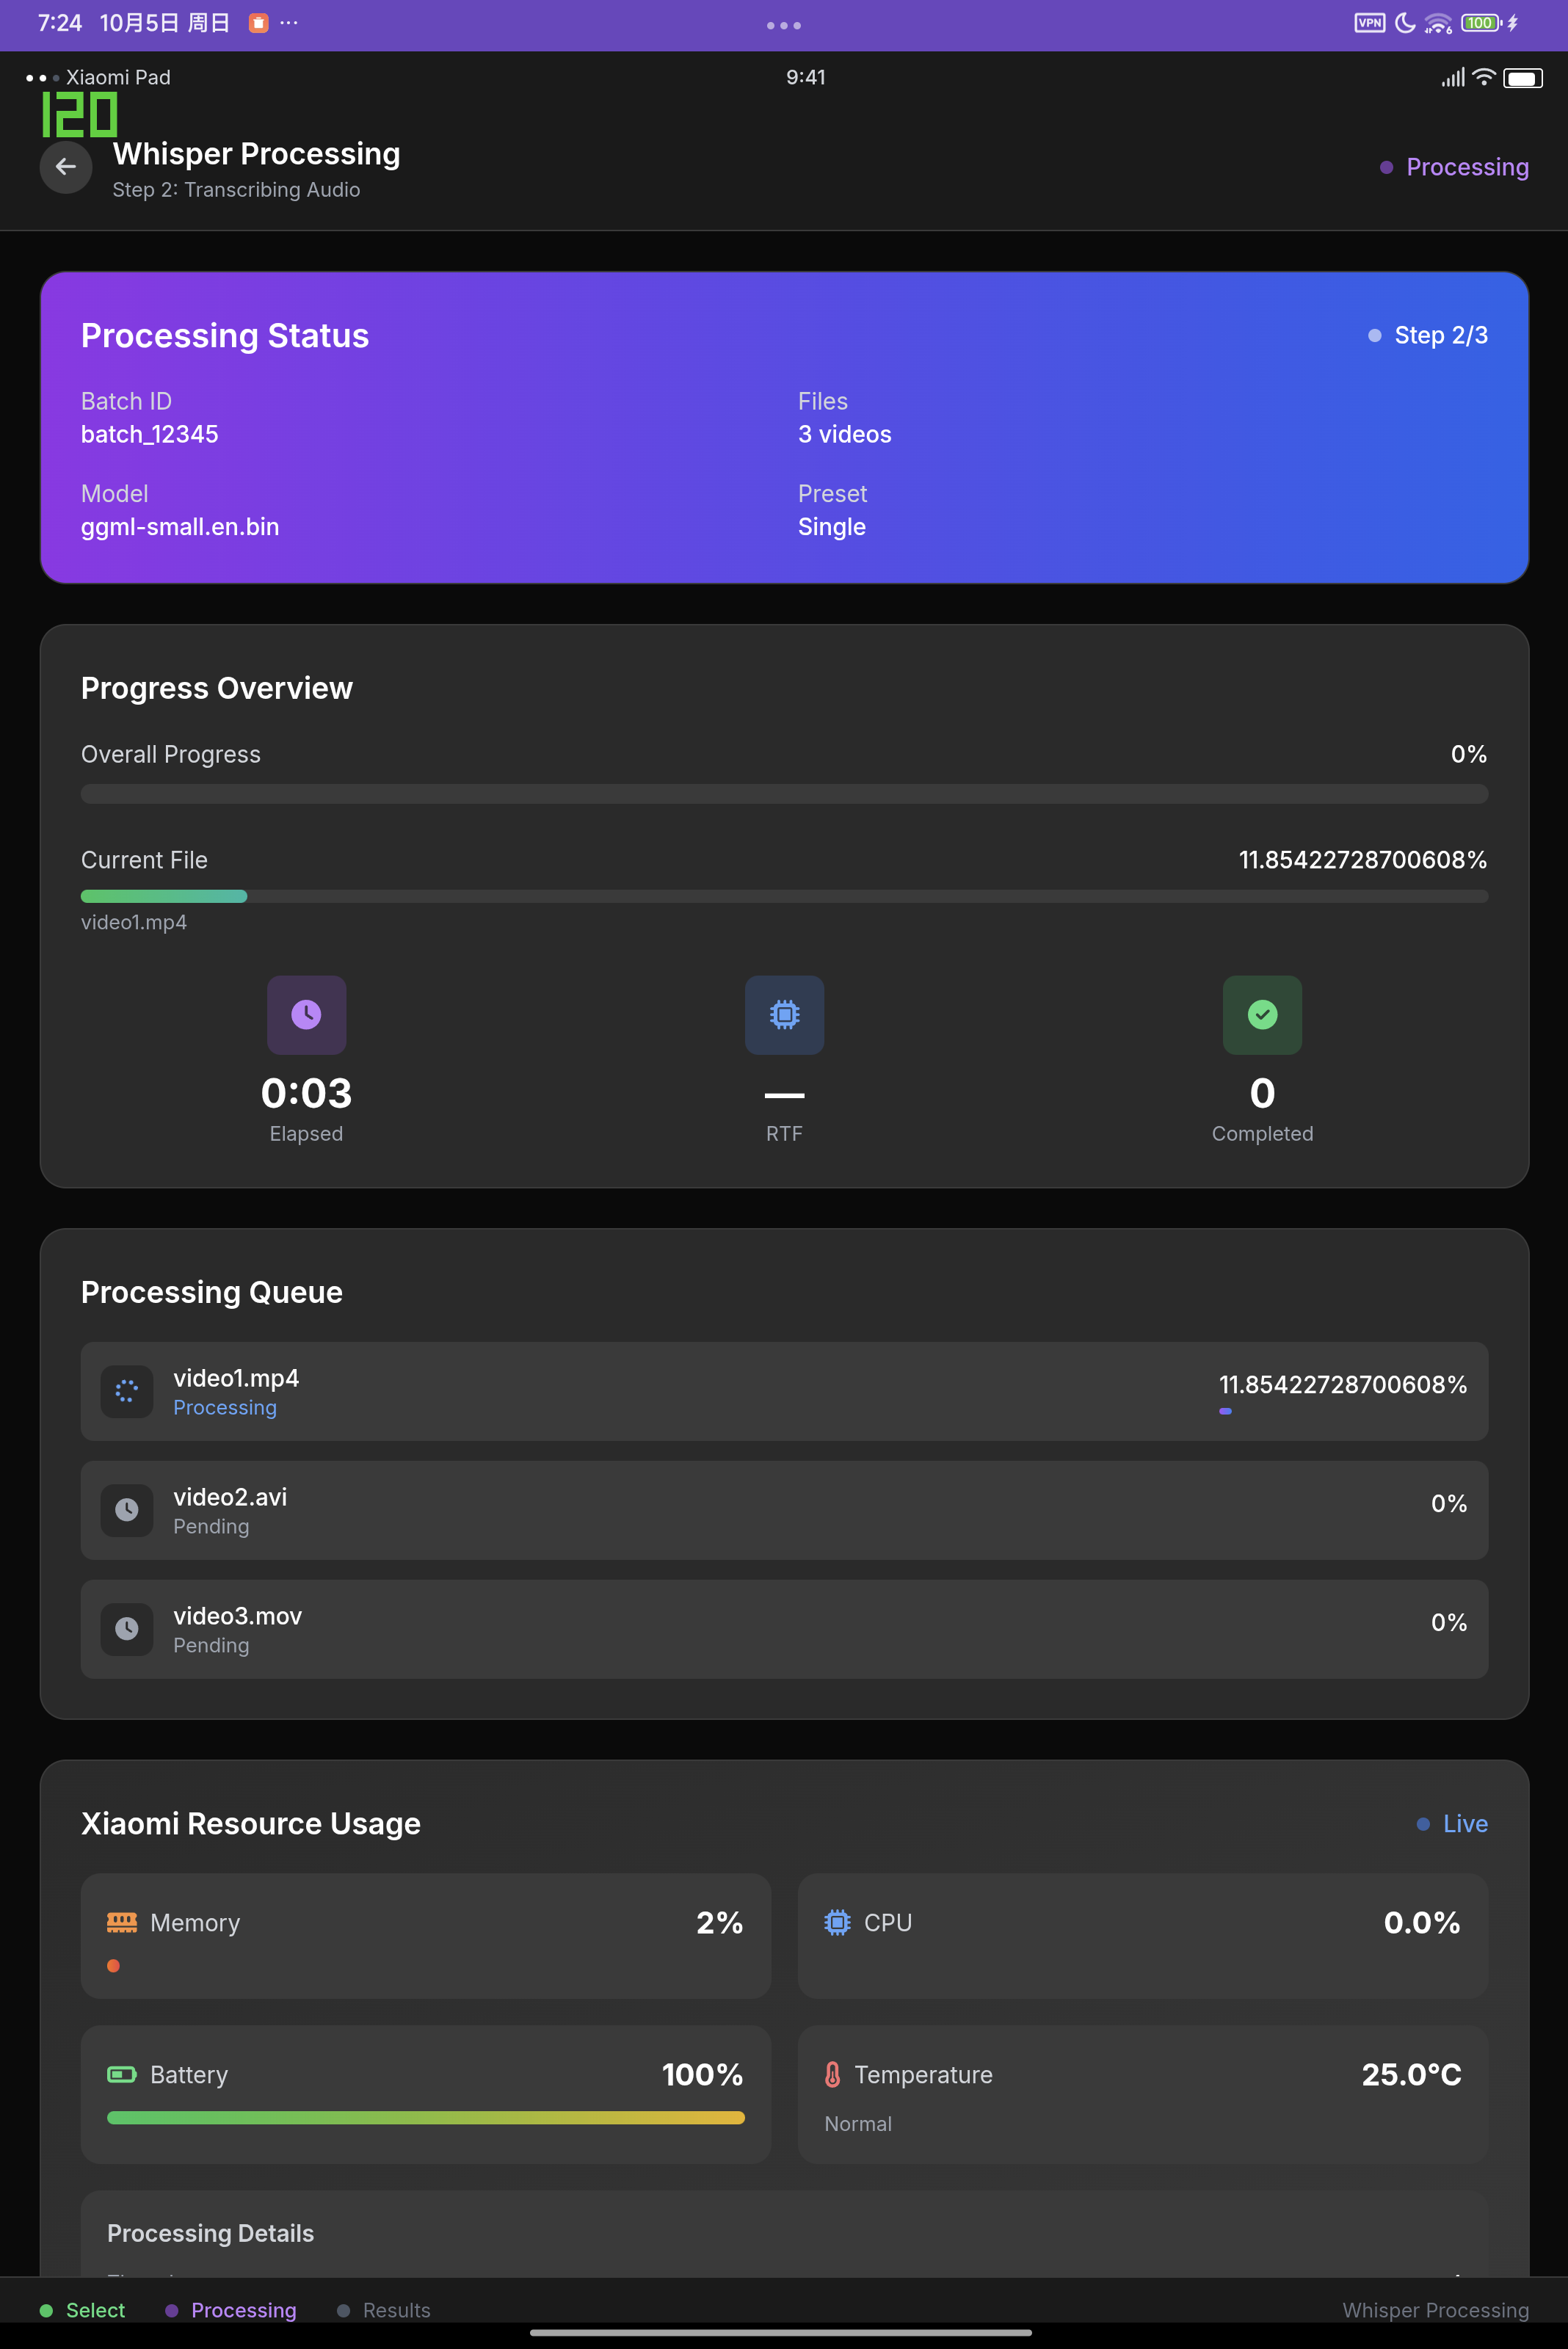 7:24 10月5日 周日 ···
VPN 6 100
Xiaomi Pad 9:41
120
Whisper Processing
Step 2: Transcribing Audio
Processing
Processing Status
Step 2/3
Batch ID
batch_12345
Files
3 videos
Model
ggml-small.en.bin
Preset
Single
Progress Overview
Overall Progress 0%
Current File 11.85422728700608%
video1.mp4
0:03
Elapsed
—
RTF
0
Completed
Processing Queue
video1.mp4
Processing
11.85422728700608%
video2.avi
Pending
0%
video3.mov
Pending
0%
Xiaomi Resource Usage
Live
Memory 2%
CPU 0.0%
Battery 100%
Temperature 25.0°C
Normal
Processing Details
Select Processing Results Whisper Processing